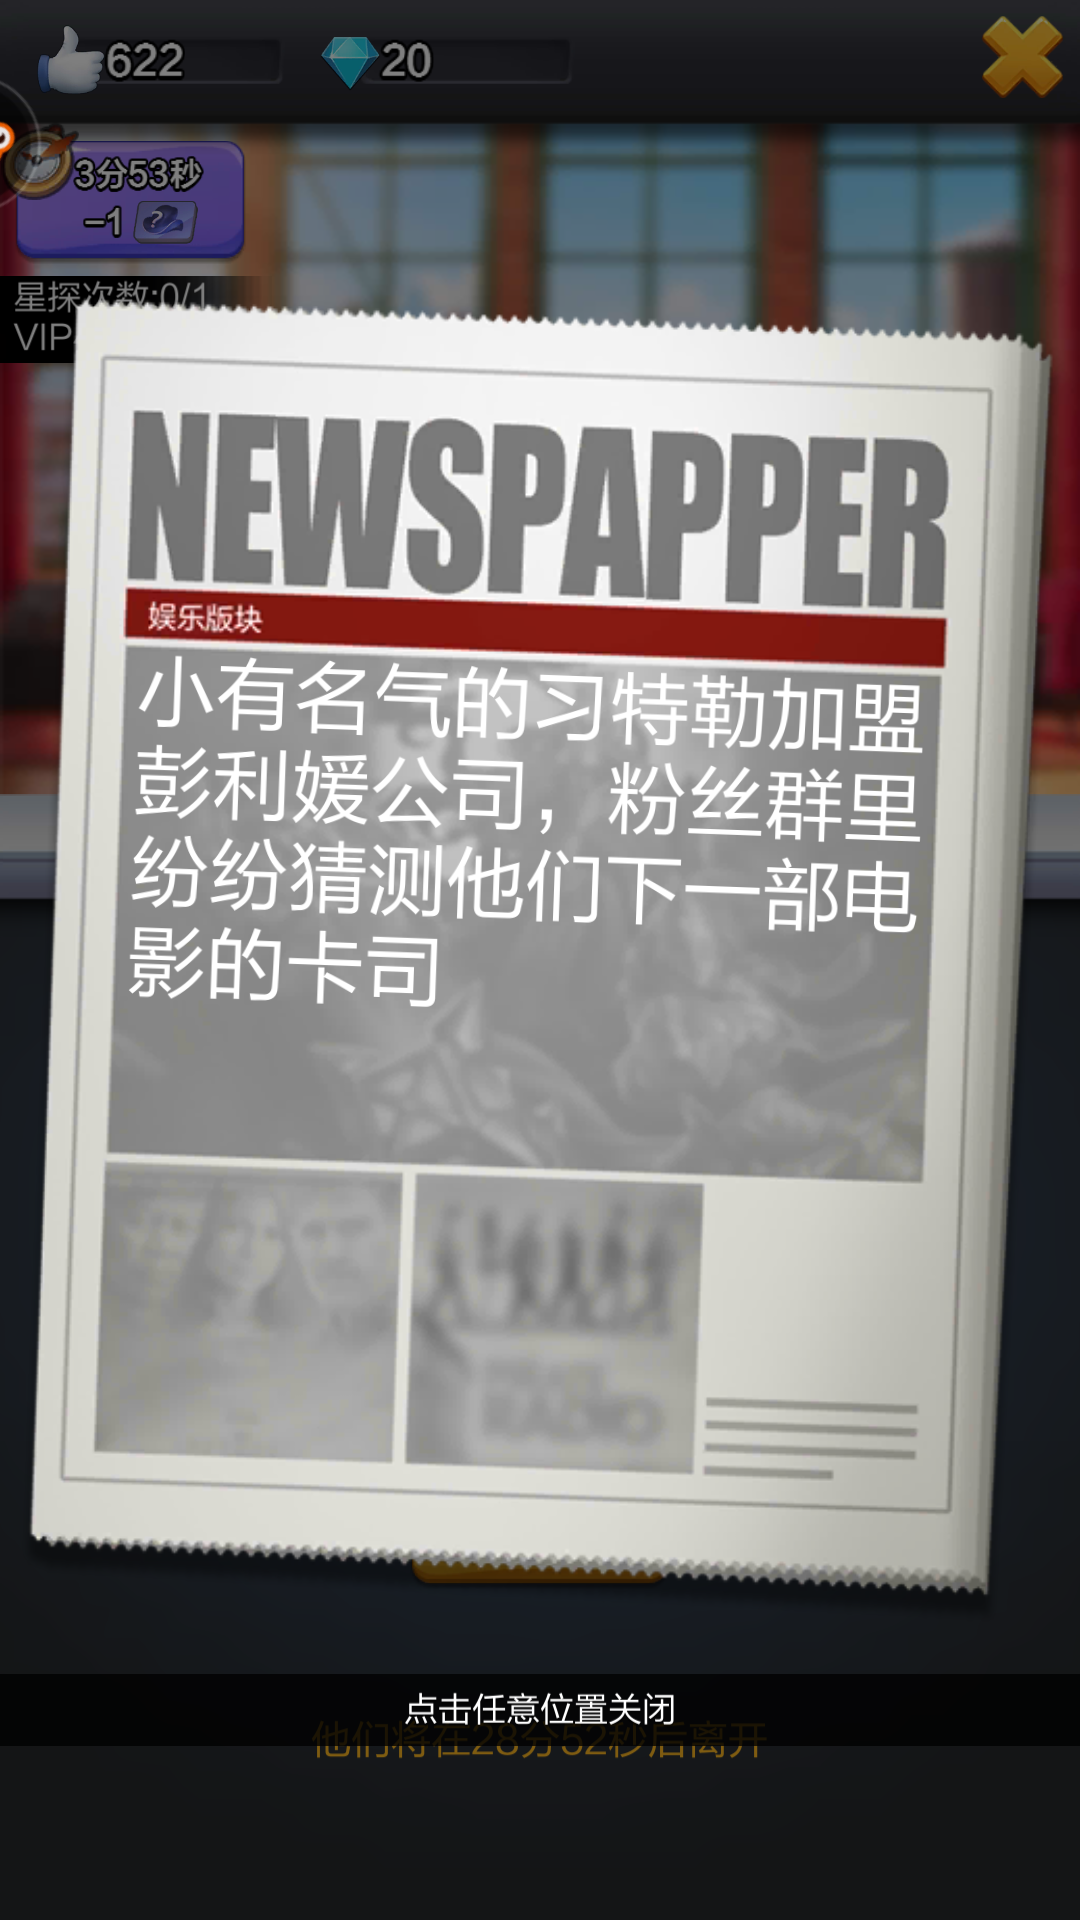 622
20
3分53秒
-1
星探次数:0/1
VIP
NEWSPAPPER
娱乐版块
小有名气的习特勒加盟
彭利媛公司，粉丝群里
纷纷猜测他们下一部电
影的卡司
RADIO
点击任意位置关闭
他们将在28分52秒后离开